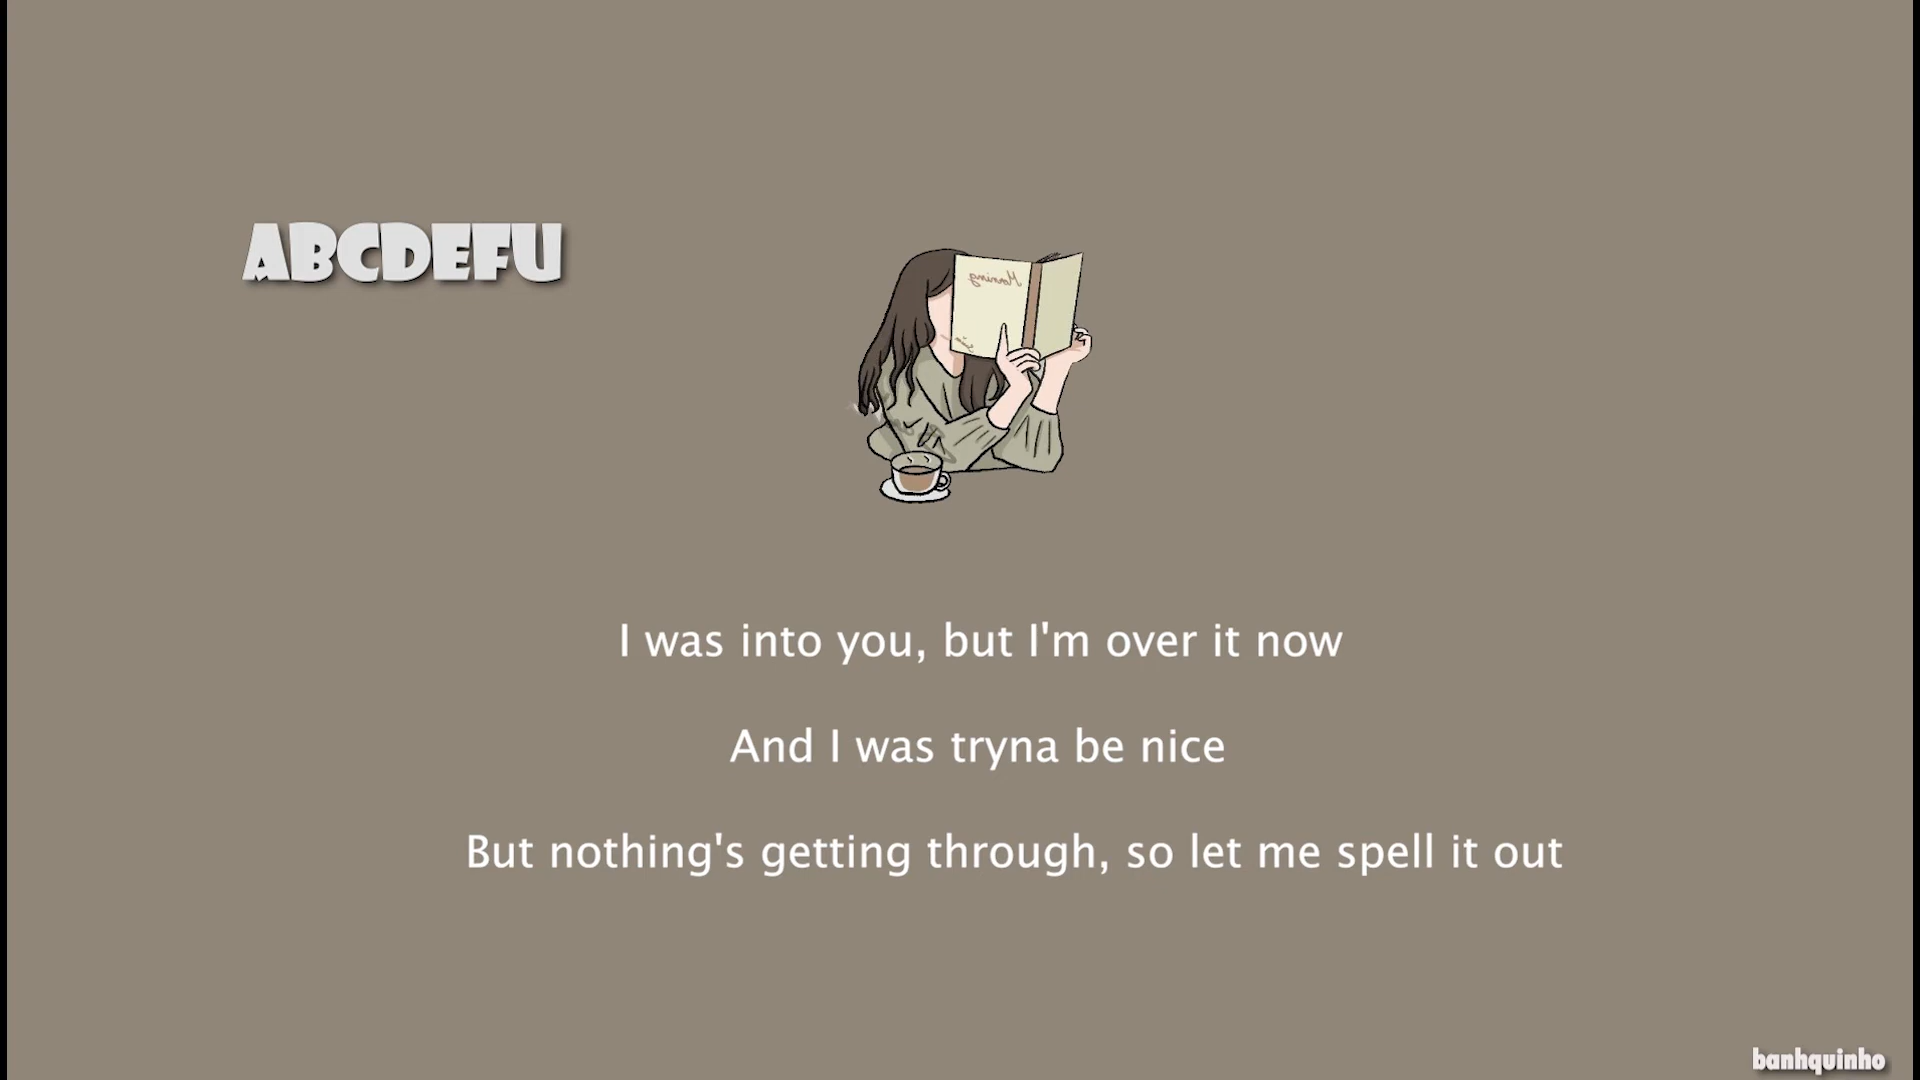 ABCDEFU
Morning
I was into you, but I'm over it now
And I was tryna be nice
But nothing's getting through, so let me spell it out
banhquinho